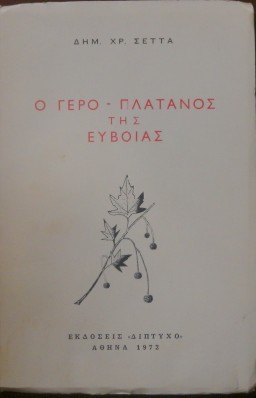 ΔΗΜ. ΧΡ. ΣΕΤΤΑ
Ο ΓΕΡΟ - ΠΛΑΤΑΝΟΣ
ΤΗΣ
ΕΥΒΟΙΑΣ
ΕΚΔΟΣΕΙΣ «ΔΙΠΤΥΧΟ»
ΑΘΗΝΑ 1972